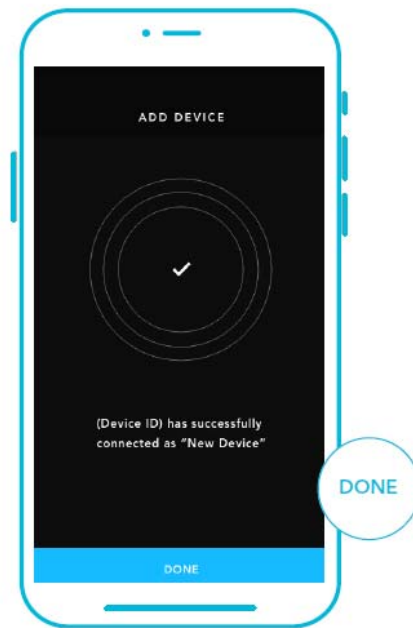 ADD DEVICE
(Device ID) has successfully
connected as “New Device”
DONE
DONE